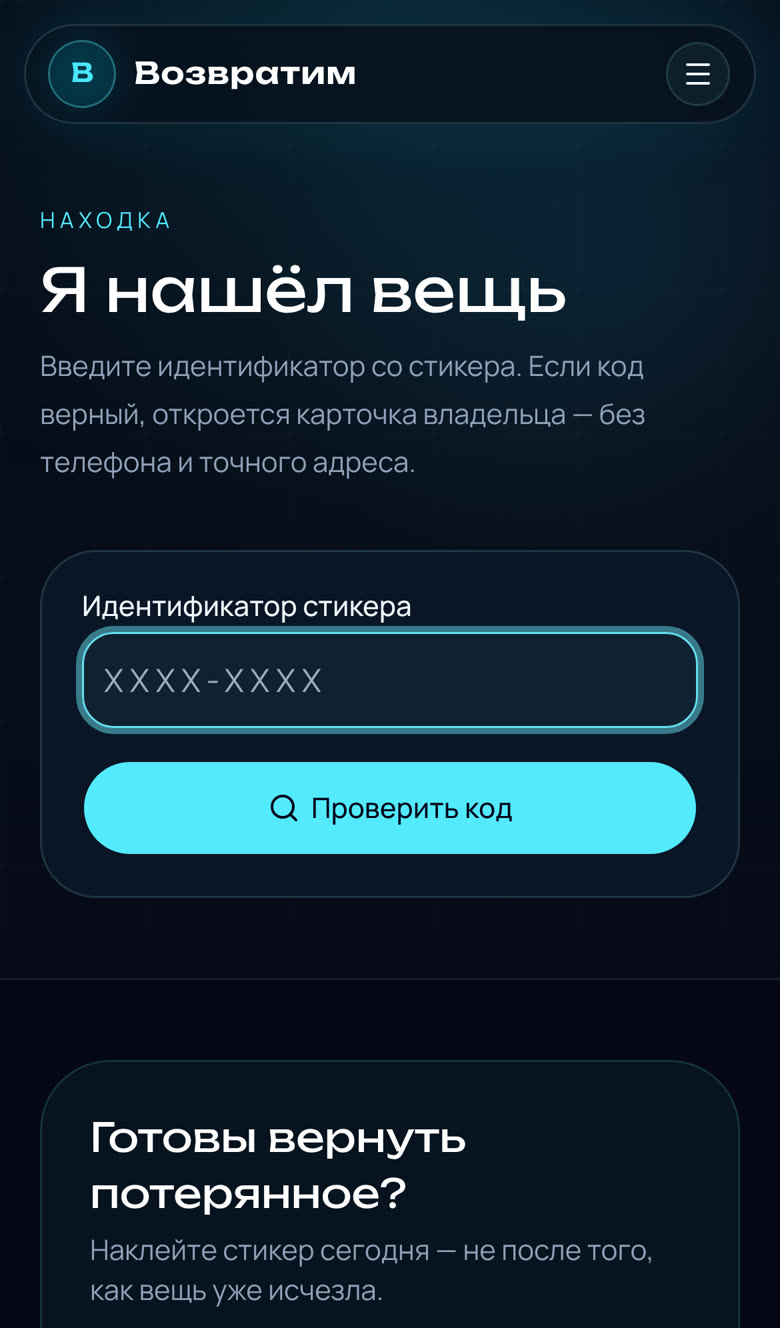 В Возвратим
НАХОДКА
Я нашёл вещь
Введите идентификатор со стикера. Если код
верный, откроется карточка владельца — без
телефона и точного адреса.
Идентификатор стикера
XXXX-XXXX
Проверить код
Готовы вернуть
потерянное?
Наклейте стикер сегодня — не после того,
как вещь уже исчезла.